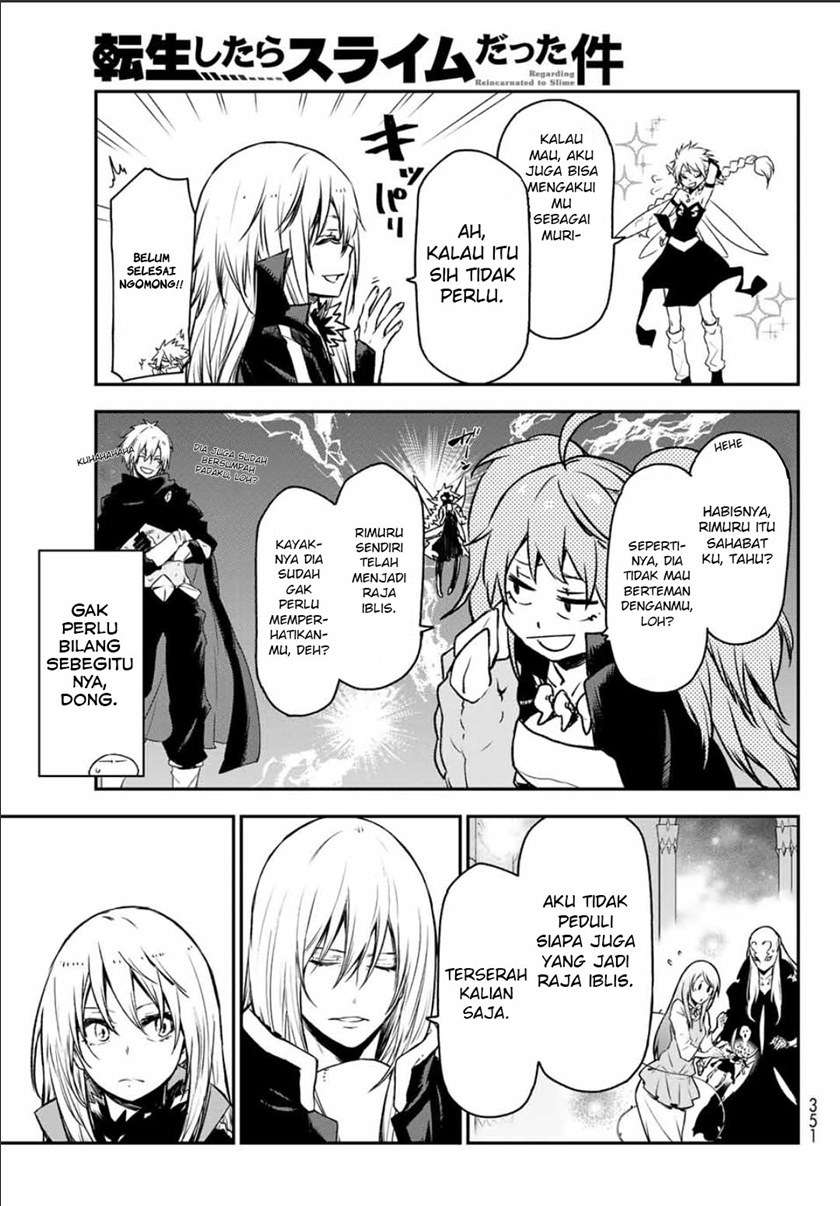 転生したらスライムだった件
Regarding
Reincarnated to Slime
KALAU
MAU, AKU
JUGA BISA
MENGAKUI
MU
SEBAGAI
MURI-
AH,
KALAU ITU
SIH TIDAK
PERLU.
キッパリ
BELUM
SELESAI
NGOMONG!!
HEHE
HABISNYA,
RIMURU ITU
SAHABAT
KU, TAHU?
SEPERTI-
NYA, DIA
TIDAK MAU
BERTEMAN
DENGANMU,
LOH?
RIMURU
SENDIRI
TELAH
MENJADI
RAJA
IBLIS.
KAYAK-
NYA DIA
SUDAH
GAK
PERLU
MEMPER-
HATIKAN-
MU, DEH?
DIA JUGA SUDAH
BERSUMPAH
PADAKU, LOH?
KUHAHAHAHA
GAK
PERLU
BILANG
SEBEGITU
NYA,
DONG.
AKU TIDAK
PEDULI
SIAPA JUGA
YANG JADI
RAJA IBLIS.
TERSERAH
KALIAN
SAJA.
351